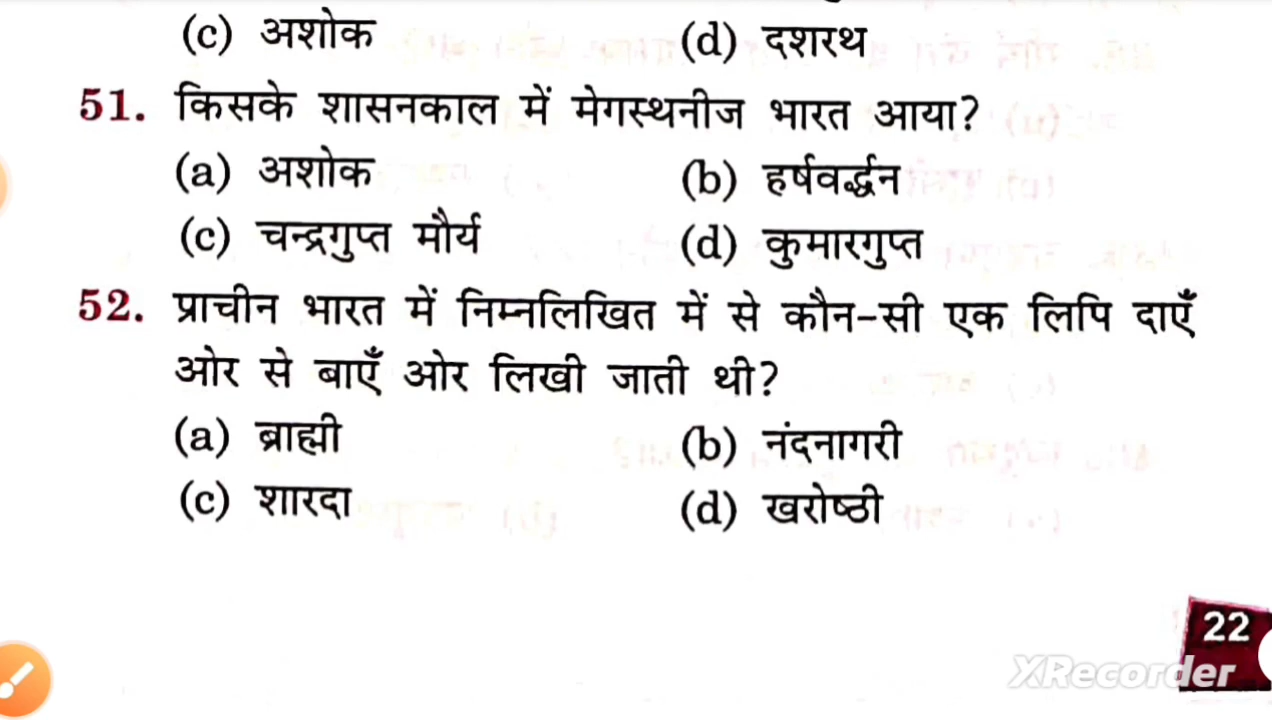 (c) अशोक (d) दशरथ
51. किसके शासनकाल में मेगस्थनीज भारत आया?
(a) अशोक (b) हर्षवर्द्धन
(c) चन्द्रगुप्त मौर्य (d) कुमारगुप्त
52. प्राचीन भारत में निम्नलिखित में से कौन-सी एक लिपि दाएँ
ओर से बाएँ ओर लिखी जाती थी?
(a) ब्राह्मी (b) नंदनागरी
(c) शारदा (d) खरोष्ठी
22
XRecorder